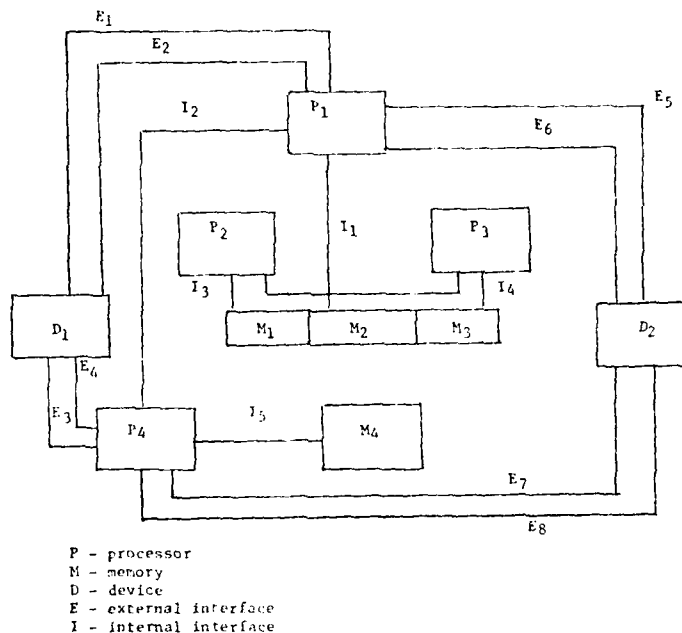 E1
E2
I2
P1
E5
E6
P2
I1
P3
I3
I4
D1
M1 M2 M3
D2
E4
E3
P4
I5
M4
E7
E8
P - processor
M - memory
D - device
E - external interface
I - internal interface